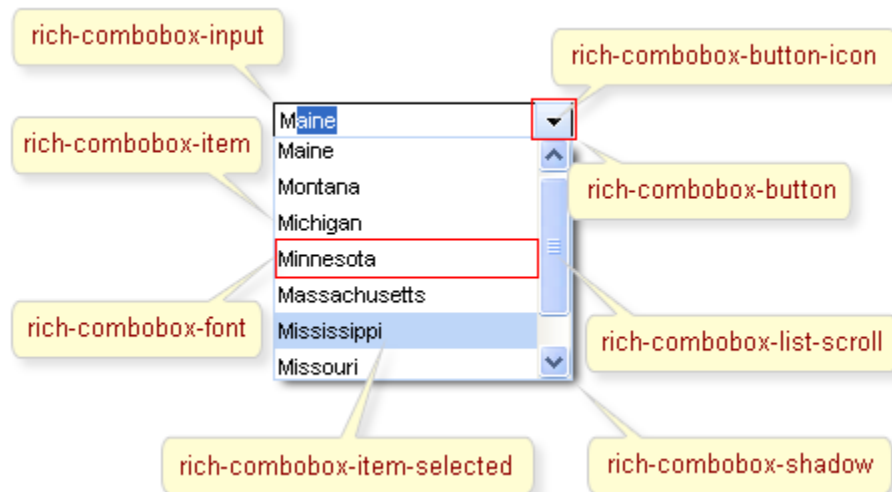 rich-combobox-input
rich-combobox-button-icon
Maine
rich-combobox-item
Maine
Montana
rich-combobox-button
Michigan
Minnesota
Massachusetts
rich-combobox-font
Mississippi
rich-combobox-list-scroll
Missouri
rich-combobox-item-selected
rich-combobox-shadow